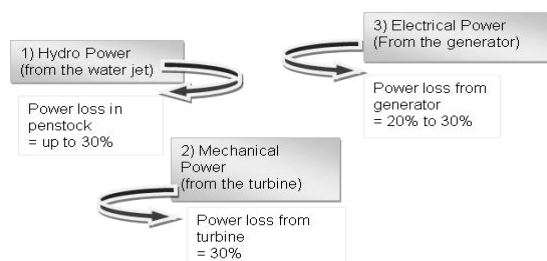 1) Hydro Power
(from the water jet)
Power loss in
penstock
= up to 30%
2) Mechanical
Power
(from the turbine)
Power loss from
turbine
= 30%
3) Electrical Power
(From the generator)
Power loss from
generator
= 20% to 30%